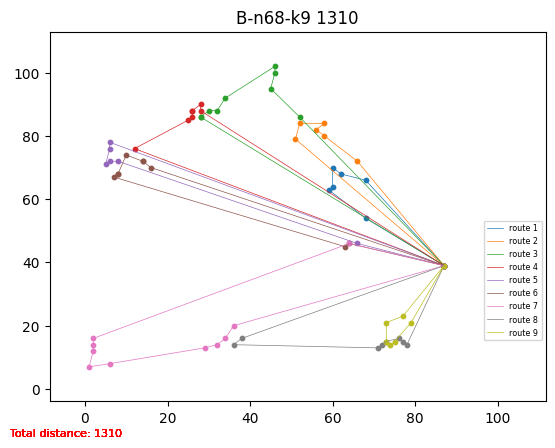 B-n68-k9 1310
100
80
60
40
20
0
0 20 40 60 80 100
route 1
route 2
route 3
route 4
route 5
route 6
route 7
route 8
route 9
Total distance: 1310